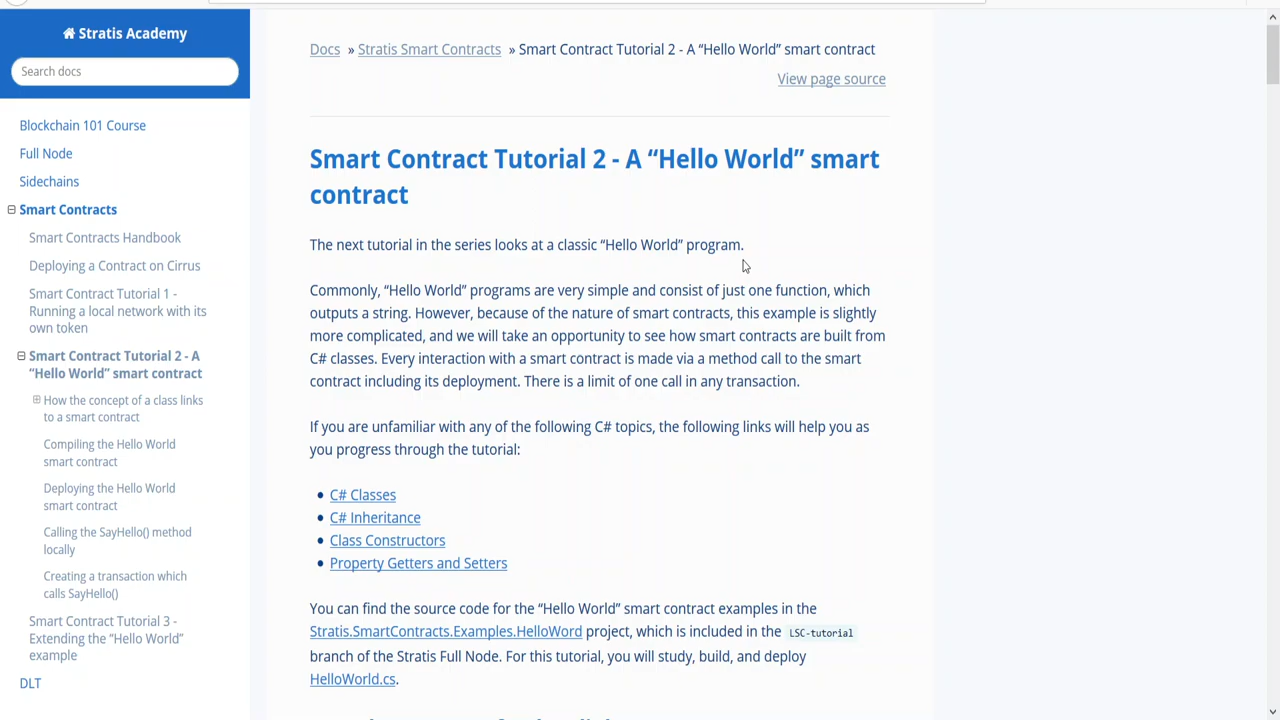 Stratis Academy
Search docs
Blockchain 101 Course
Full Node
Sidechains
Smart Contracts
Smart Contracts Handbook
Deploying a Contract on Cirrus
Smart Contract Tutorial 1 -
Running a local network with its
own token
Smart Contract Tutorial 2 - A
“Hello World” smart contract
How the concept of a class links
to a smart contract
Compiling the Hello World
smart contract
Deploying the Hello World
smart contract
Calling the SayHello() method
locally
Creating a transaction which
calls SayHello()
Smart Contract Tutorial 3 -
Extending the “Hello World”
example
DLT
Docs » Stratis Smart Contracts » Smart Contract Tutorial 2 - A “Hello World” smart contract
View page source
Smart Contract Tutorial 2 - A “Hello World” smart
contract
The next tutorial in the series looks at a classic “Hello World” program.
Commonly, “Hello World” programs are very simple and consist of just one function, which
outputs a string. However, because of the nature of smart contracts, this example is slightly
more complicated, and we will take an opportunity to see how smart contracts are built from
C# classes. Every interaction with a smart contract is made via a method call to the smart
contract including its deployment. There is a limit of one call in any transaction.
If you are unfamiliar with any of the following C# topics, the following links will help you as
you progress through the tutorial:
• C# Classes
• C# Inheritance
• Class Constructors
• Property Getters and Setters
You can find the source code for the “Hello World” smart contract examples in the
Stratis.SmartContracts.Examples.HelloWord project, which is included in the LSC-tutorial
branch of the Stratis Full Node. For this tutorial, you will study, build, and deploy
HelloWorld.cs.